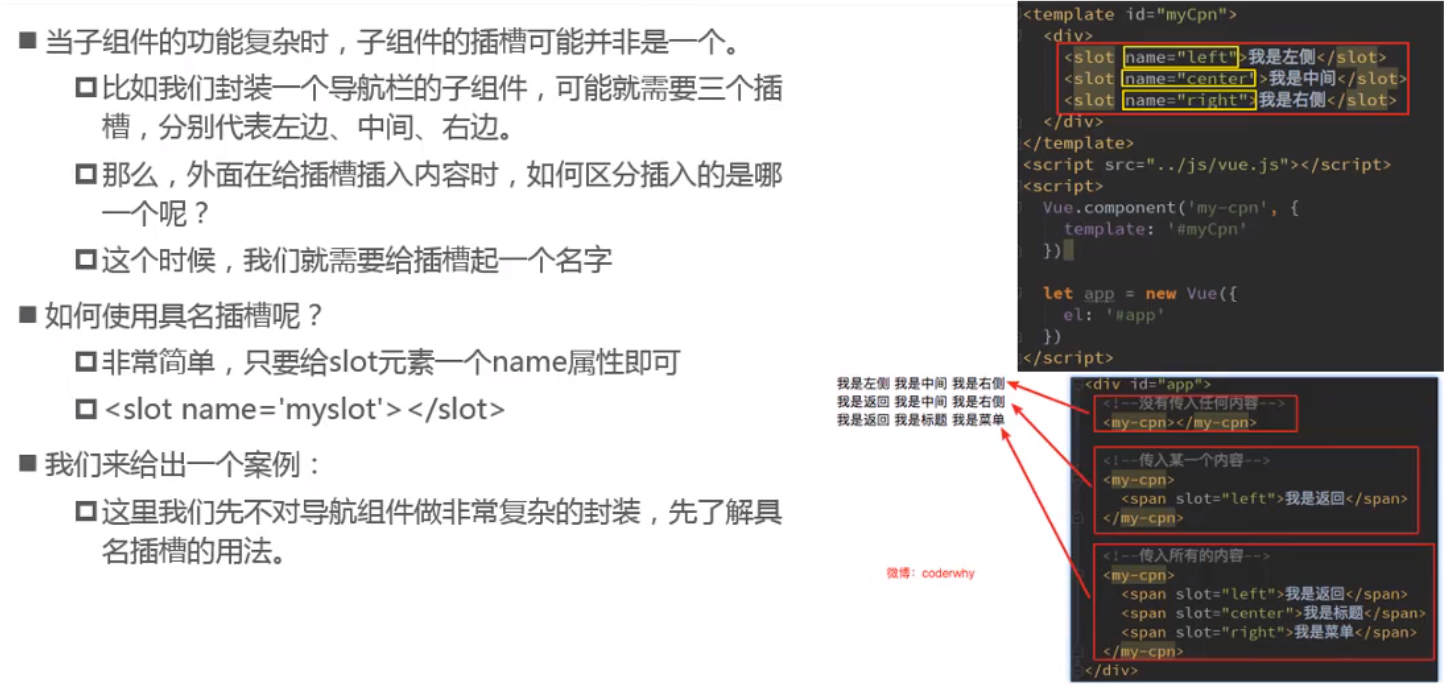 ■ 当子组件的功能复杂时，子组件的插槽可能并非是一个。
比如我们封装一个导航栏的子组件，可能就需要三个插
槽，分别代表左边、中间、右边。
那么，外面在给插槽插入内容时，如何区分插入的是哪
一个呢？
这个时候，我们就需要给插槽起一个名字
■ 如何使用具名插槽呢？
非常简单，只要给slot元素一个name属性即可
<slot name='myslot'></slot>
■ 我们来给出一个案例：
这里我们先不对导航组件做非常复杂的封装，先了解具
名插槽的用法。
<template id="myCpn">
<div>
<slot name="left">我是左侧</slot>
<slot name="center">我是中间</slot>
<slot name="right">我是右侧</slot>
</div>
</template>
<script src="../js/vue.js"></script>
<script>
Vue.component('my-cpn', {
template: '#myCpn'
})
let app = new Vue({
el: '#app'
})
</script>
我是左侧 我是中间 我是右侧
我是返回 我是中间 我是右侧
我是返回 我是标题 我是菜单
微博：coderwhy
<div id="app">
<!--没有传入任何内容-->
<my-cpn></my-cpn>
<!--传入某一个内容-->
<my-cpn>
<span slot="left">我是返回</span>
</my-cpn>
<!--传入所有的内容-->
<my-cpn>
<span slot="left">我是返回</span>
<span slot="center">我是标题</span>
<span slot="right">我是菜单</span>
</my-cpn>
</div>